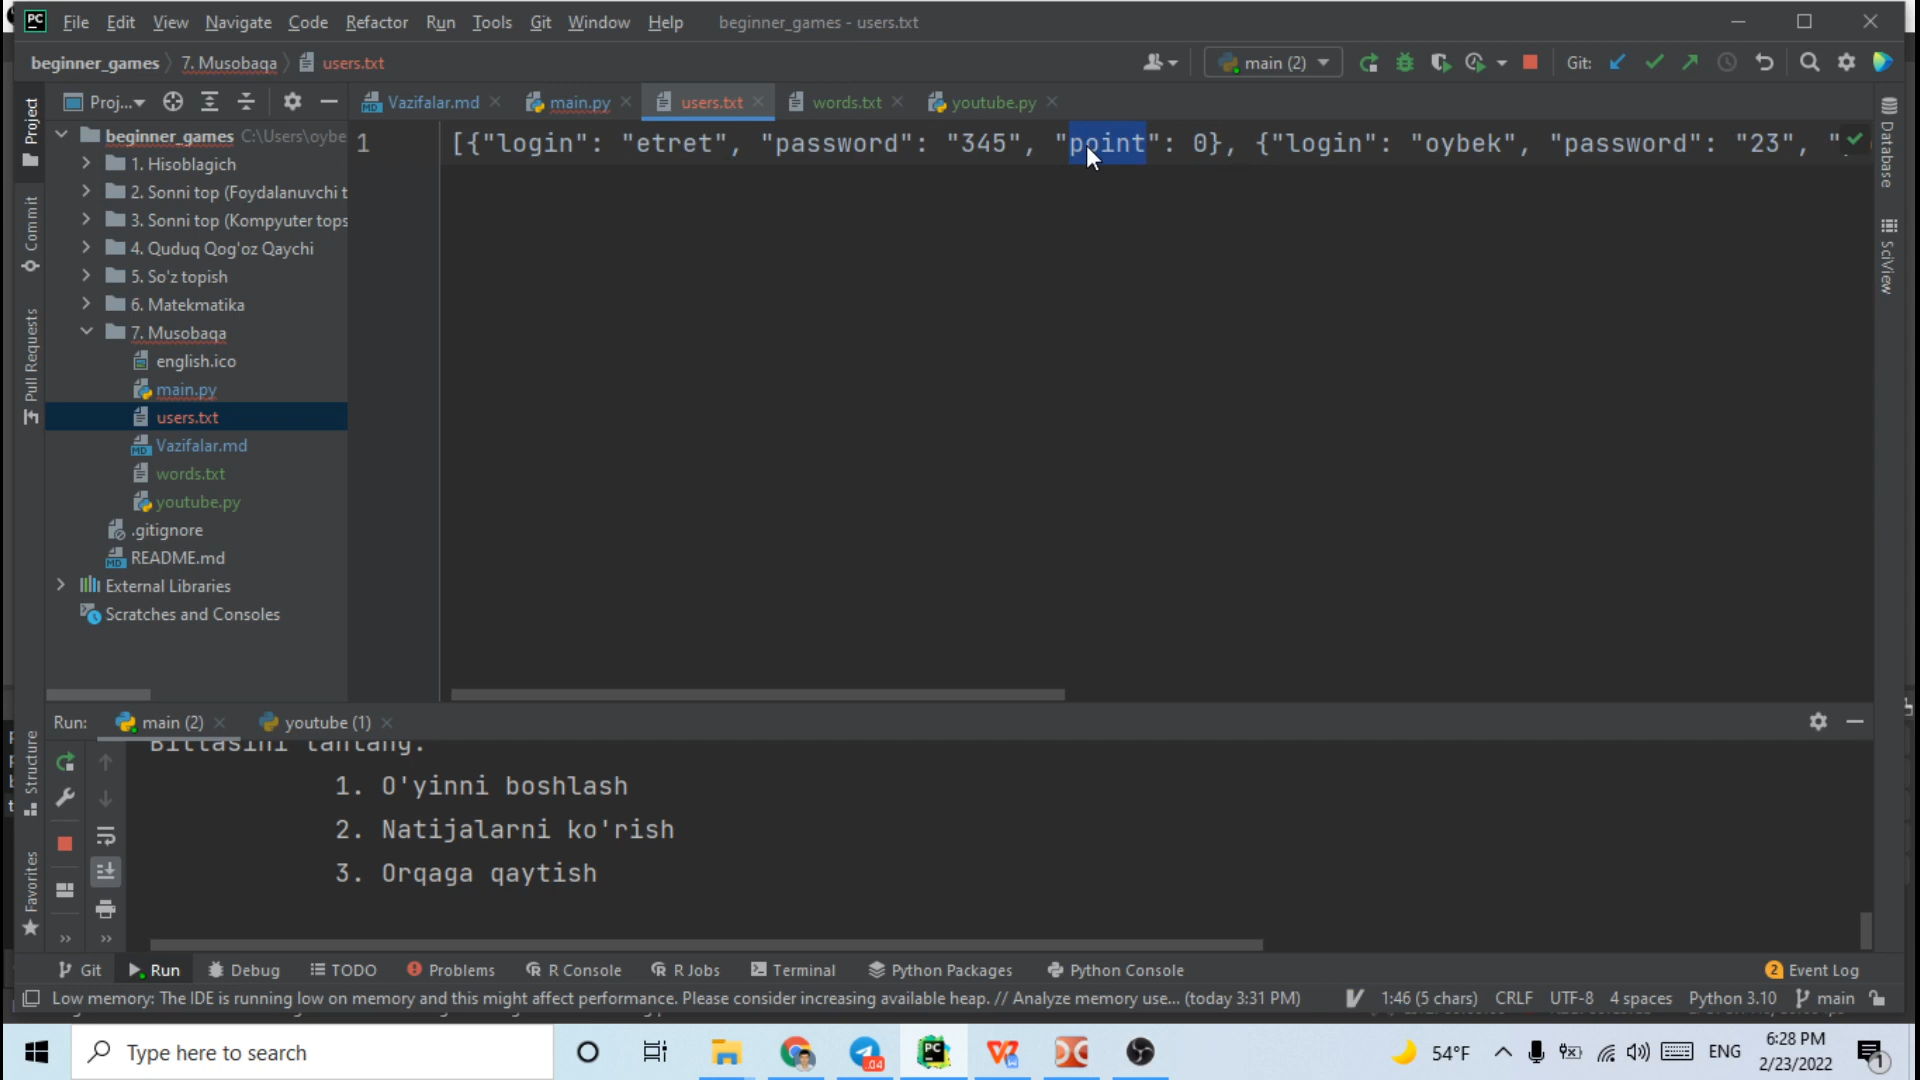 File Edit View Navigate Code Refactor Run Tools Git Window Help beginner_games - users.txt
beginner_games 7. Musobaqa users.txt main (2) Git:
Proj... Vazifalar.md main.py users.txt words.txt youtube.py
Project
Commit
Pull Requests
Structure
Favorites
Database
SciView
beginner_games C:\Users\oybe
1. Hisoblagich
2. Sonni top (Foydalanuvchi t
3. Sonni top (Kompyuter tops
4. Quduq Qog'oz Qaychi
5. So'z topish
6. Matekmatika
7. Musobaqa
english.ico
main.py
users.txt
Vazifalar.md
words.txt
youtube.py
.gitignore
README.md
External Libraries
Scratches and Consoles
1 [{"login": "etret", "password": "345", "point": 0}, {"login": "oybek", "password": "23", "
Run: main (2) youtube (1)
Bittasini tanlang:
1. O'yinni boshlash
2. Natijalarni ko'rish
3. Orqaga qaytish
Git Run Debug TODO Problems R Console R Jobs Terminal Python Packages Python Console 2 Event Log
Low memory: The IDE is running low on memory and this might affect performance. Please consider increasing available heap. // Analyze memory use... (today 3:31 PM) 1:46 (5 chars) CRLF UTF-8 4 spaces Python 3.10 main
Type here to search 54°F ENG 6:28 PM
2/23/2022 1